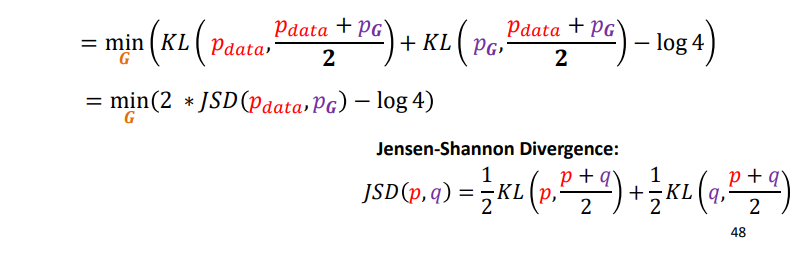 = min_G (KL(p_data, (p_data + p_G)/2) + KL(p_G, (p_data + p_G)/2) − log 4)
= min_G (2 ∗ JSD(p_data, p_G) − log 4)
Jensen-Shannon Divergence:
JSD(p, q) = 1/2 KL(p, (p + q)/2) + 1/2 KL(q, (p + q)/2)
48